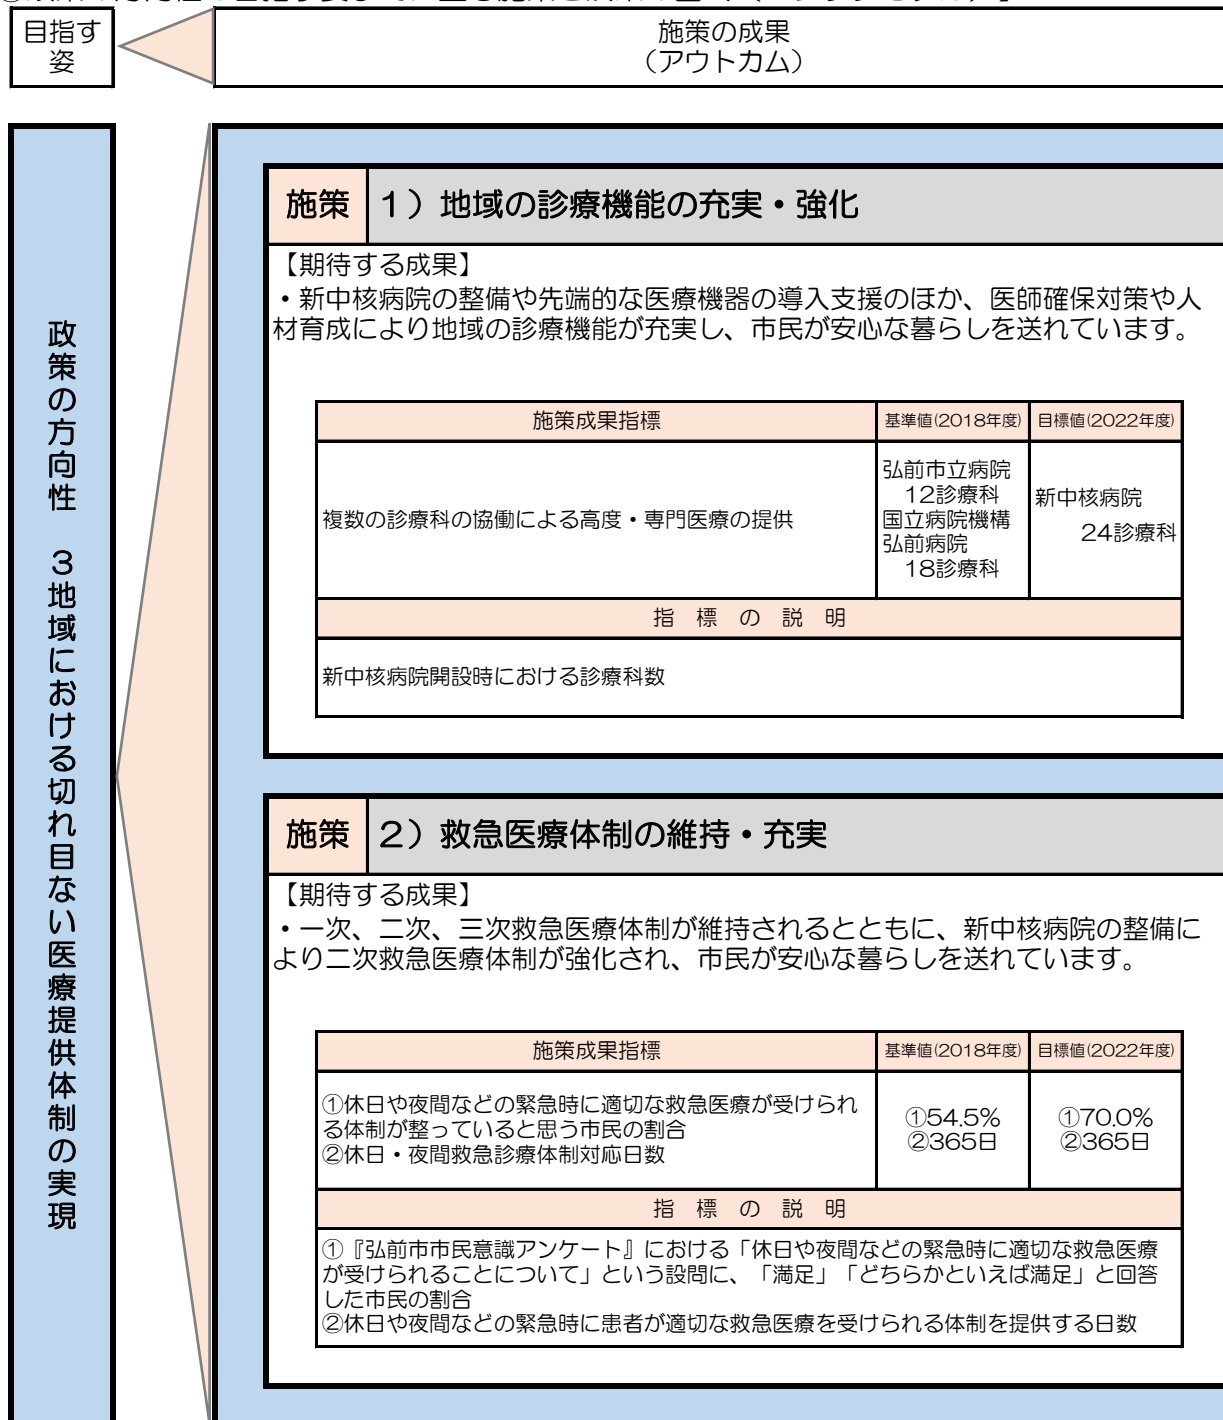 目指す
姿
施策の成果
（アウトカム）
政策の方向性　３地域における切れ目ない医療提供体制の実現
施策
１）地域の診療機能の充実・強化
【期待する成果】
・新中核病院の整備や先端的な医療機器の導入支援のほか、医師確保対策や人
材育成により地域の診療機能が充実し、市民が安心な暮らしを送れています。
施策成果指標
基準値(2018年度)
目標値(2022年度)
複数の診療科の協働による高度・専門医療の提供
弘前市立病院
12診療科
国立病院機構
弘前病院
18診療科
新中核病院
24診療科
指　標　の　説　明
新中核病院開設時における診療科数
施策
２）救急医療体制の維持・充実
【期待する成果】
・一次、二次、三次救急医療体制が維持されるとともに、新中核病院の整備に
より二次救急医療体制が強化され、市民が安心な暮らしを送れています。
施策成果指標
基準値(2018年度)
目標値(2022年度)
①休日や夜間などの緊急時に適切な救急医療が受けられ
る体制が整っていると思う市民の割合
②休日・夜間救急診療体制対応日数
①54.5%
②365日
①70.0%
②365日
指　標　の　説　明
①『弘前市市民意識アンケート』における「休日や夜間などの緊急時に適切な救急医療
が受けられることについて」という設問に、「満足」「どちらかといえば満足」と回答
した市民の割合
②休日や夜間などの緊急時に患者が適切な救急医療を受けられる体制を提供する日数